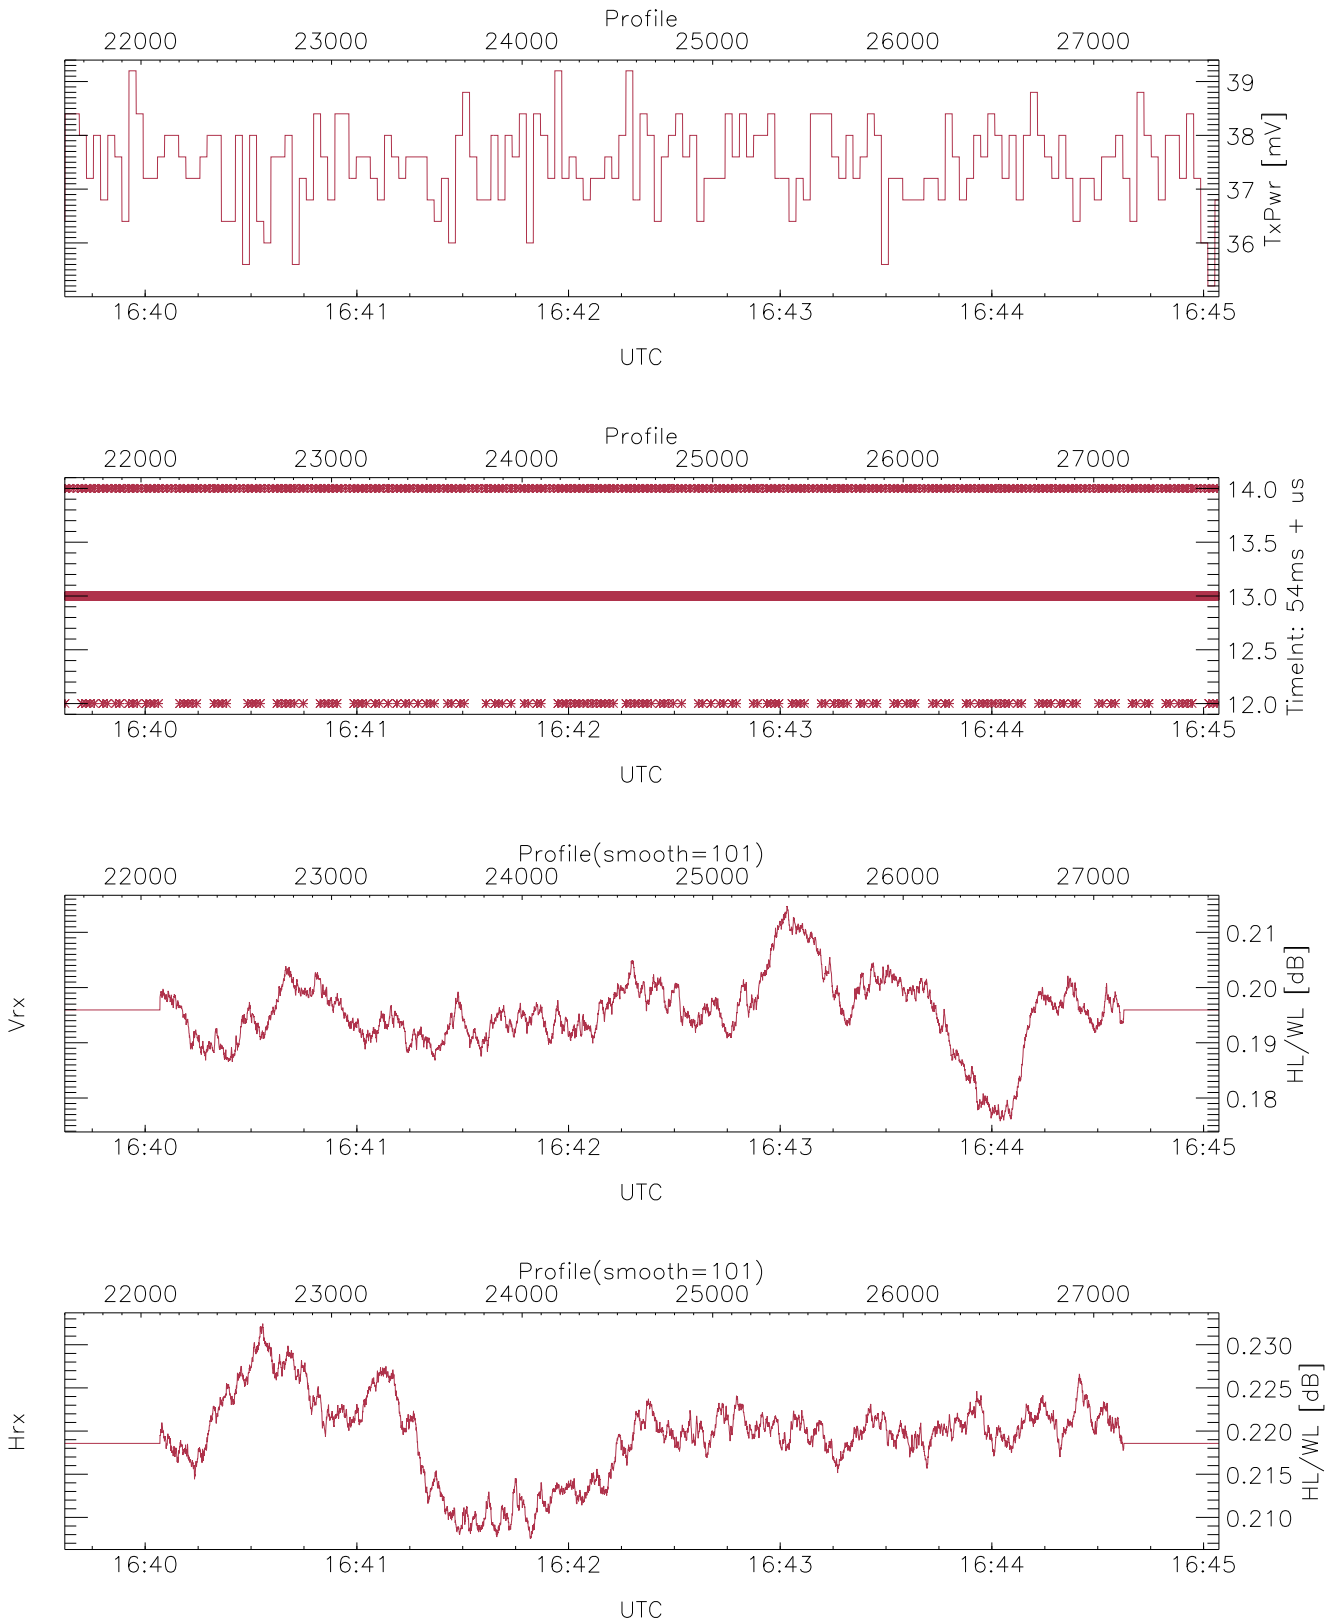 Profile
22000 23000 24000 25000 26000 27000
39
38
37
36
TxPwr [mV]
16:40 16:41 16:42 16:43 16:44 16:45
UTC
Profile
22000 23000 24000 25000 26000 27000
14.0
13.5
13.0
12.5
12.0
TimeInt: 54ms + us
16:40 16:41 16:42 16:43 16:44 16:45
UTC
Profile(smooth=101)
22000 23000 24000 25000 26000 27000
Vrx
0.21
0.20
0.19
0.18
HL/WL [dB]
16:40 16:41 16:42 16:43 16:44 16:45
UTC
Profile(smooth=101)
22000 23000 24000 25000 26000 27000
Hrx
0.230
0.225
0.220
0.215
0.210
HL/WL [dB]
16:40 16:41 16:42 16:43 16:44 16:45
UTC